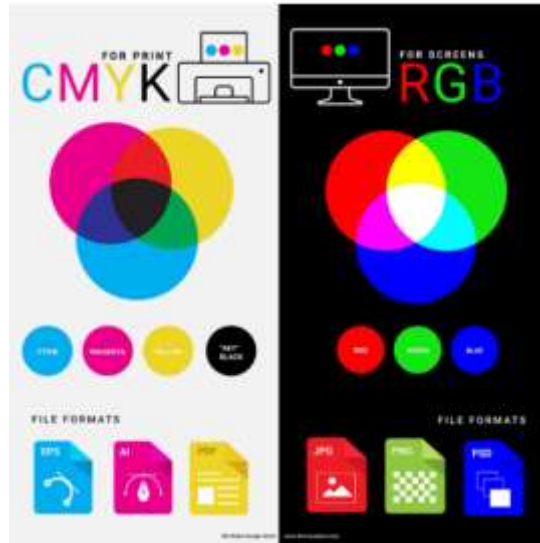 FOR PRINT
CMYK
CYAN
MAGENTA
YELLOW
"KEY"
BLACK
FILE FORMATS
EPS
AI
PDF
FOR SCREENS
RGB
RED
GREEN
BLUE
FILE FORMATS
JPG
PNG
PSD